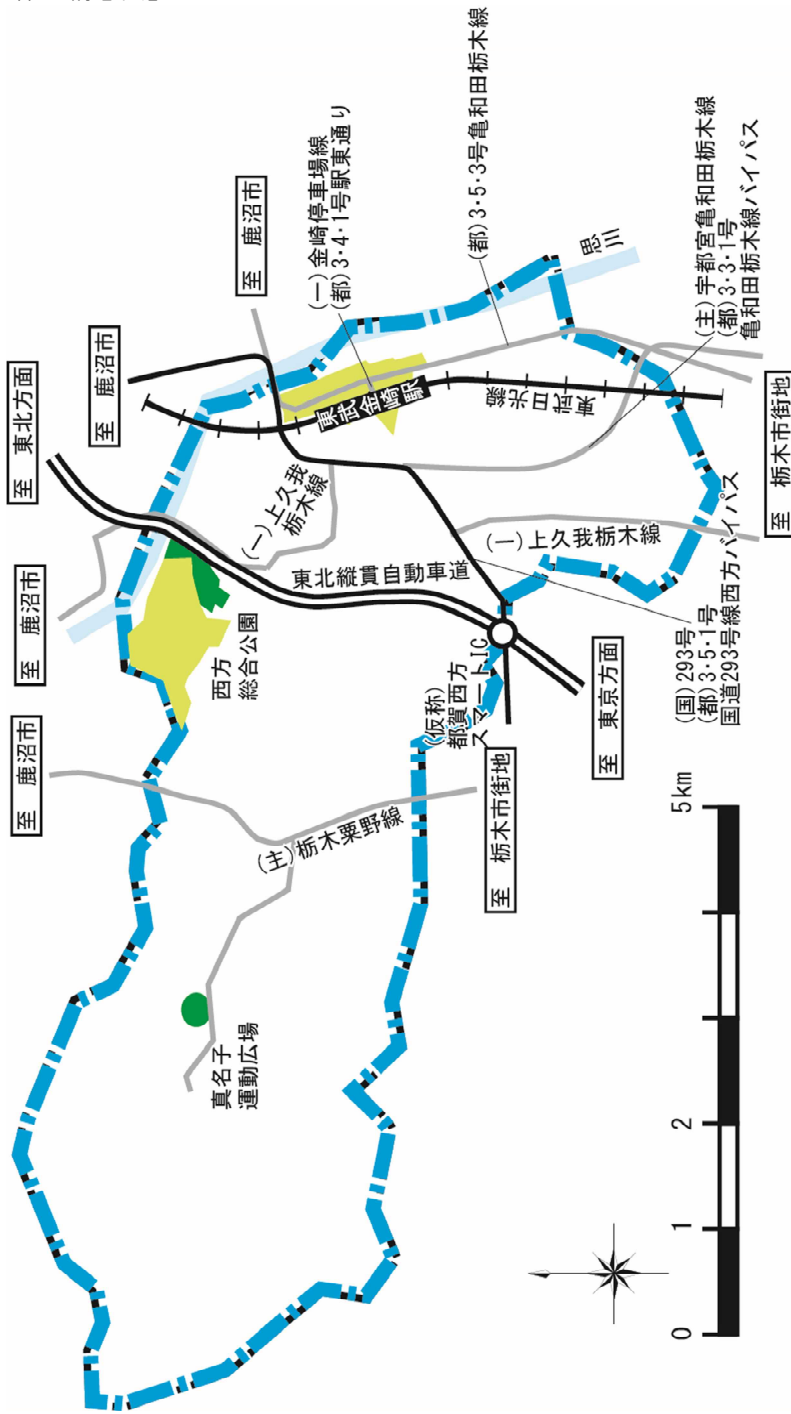 至 東北方面
至 鹿沼市
至 鹿沼市
至 鹿沼市
至 鹿沼市
(一)金崎停車場線
(都)3・4・1号駅東通り
(都)3・5・3号亀和田栃木線
思川
(主)宇都宮亀和田栃木線
(都)3・3・1号
亀和田栃木線バイパス
東武金崎駅
東武日光線
(一)上久我
栃木線
東北縦貫自動車道
(一)上久我栃木線
西方
総合公園
(仮称)
都賀西方
スマートIC
(国)293号
(都)3・5・1号
国道293号線西方バイパス
至 栃木市街地
至 東京方面
至 栃木市街地
(主)栃木粟野線
真名子
運動広場
0
1
2
5km